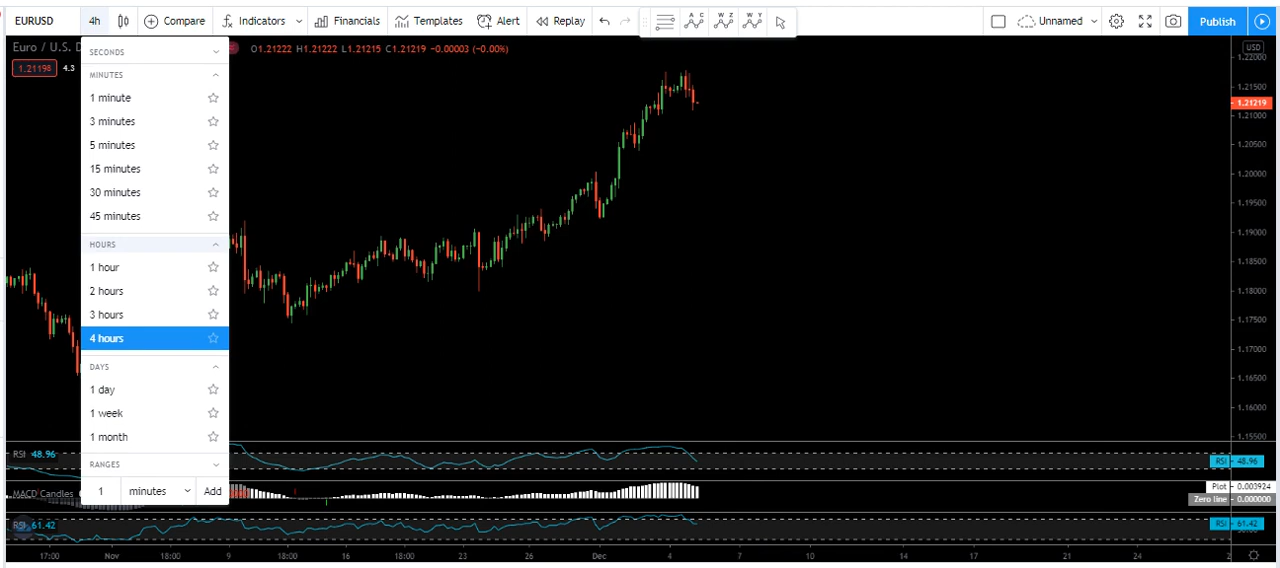 EURUSD 4h Compare Indicators Financials Templates Alert Replay A C W Z W Y Unnamed Publish
Euro / U.S. D O1.21222 H1.21222 L1.21215 C1.21219 −0.00003 (−0.00%) USD
1.21198 4.3
SECONDS
MINUTES
1 minute
3 minutes
5 minutes
15 minutes
30 minutes
45 minutes
HOURS
1 hour
2 hours
3 hours
4 hours
DAYS
1 day
1 week
1 month
RANGES
1 minutes Add
1.22000
1.21500
1.21219
1.21000
1.20500
1.20000
1.19500
1.19000
1.18500
1.18000
1.17500
1.17000
1.16500
1.16000
1.15500
RSI 48.96 RSI 48.96
MACD Candles Plot 0.003924
Zero line 0.000000
RSI 61.42 RSI 61.42
17:00 Nov 18:00 9 18:00 16 18:00 23 26 Dec 4 7 10 14 17 21 24 2